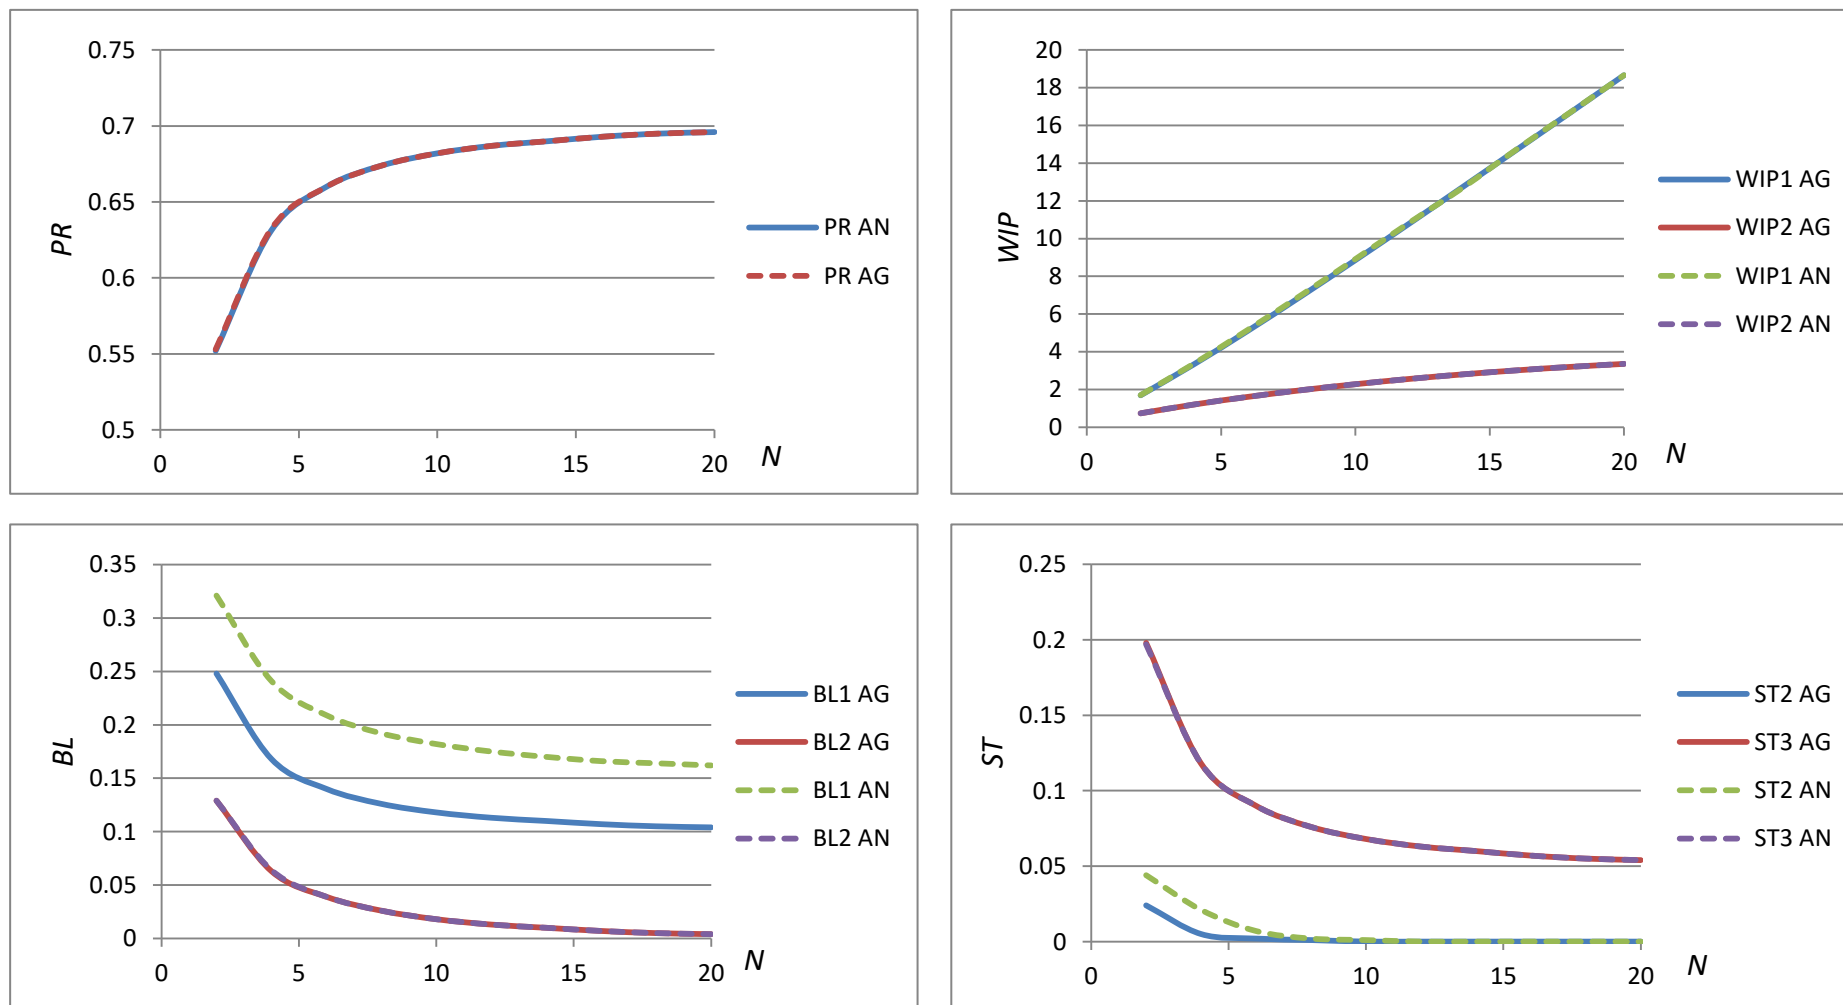 0.75
0.7
0.65
0.6
0.55
0.5
PR
0 5 10 15 20 N
PR AN
PR AG
20
18
16
14
12
10
8
6
4
2
0
WIP
0 5 10 15 20 N
WIP1 AG
WIP2 AG
WIP1 AN
WIP2 AN
0.35
0.3
0.25
0.2
0.15
0.1
0.05
0
BL
0 5 10 15 20 N
BL1 AG
BL2 AG
BL1 AN
BL2 AN
0.25
0.2
0.15
0.1
0.05
0
ST
0 5 10 15 20 N
ST2 AG
ST3 AG
ST2 AN
ST3 AN